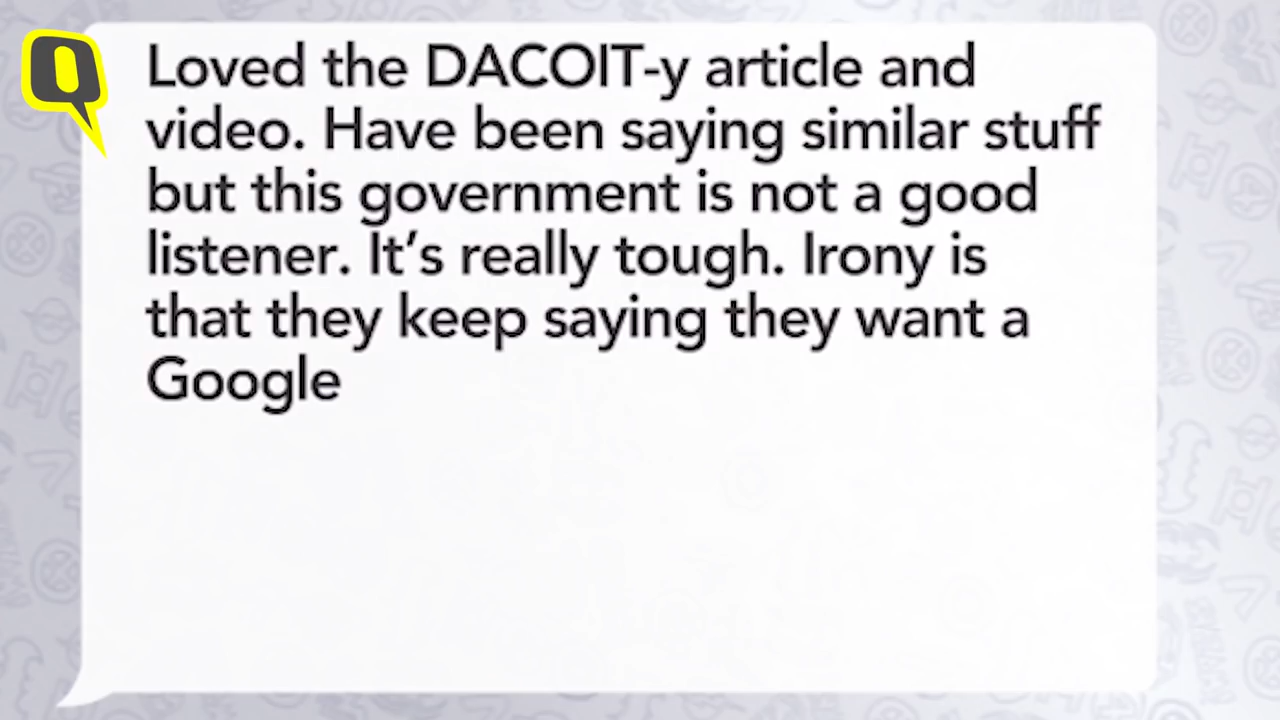 Loved the DACOIT-y article and
video. Have been saying similar stuff
but this government is not a good
listener. It’s really tough. Irony is
that they keep saying they want a
Google